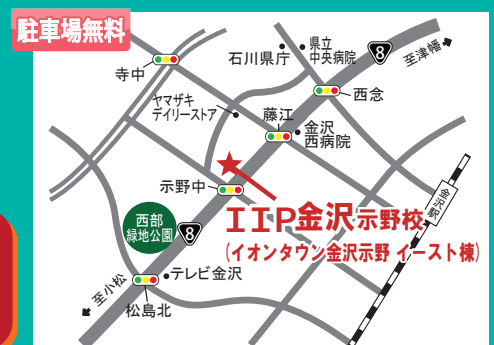 駐車場無料
石川県庁
県立
中央病院
8
至津幡
寺中
ヤマザキ
デイリーストア
西念
藤江
金沢
西病院
示野中
金沢駅
エエP金沢示野校
(イオンタウン金沢示野 イースト棟)
西部
緑地公園
8
テレビ金沢
至小松
松島北